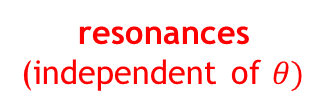 resonances
(independent of θ)